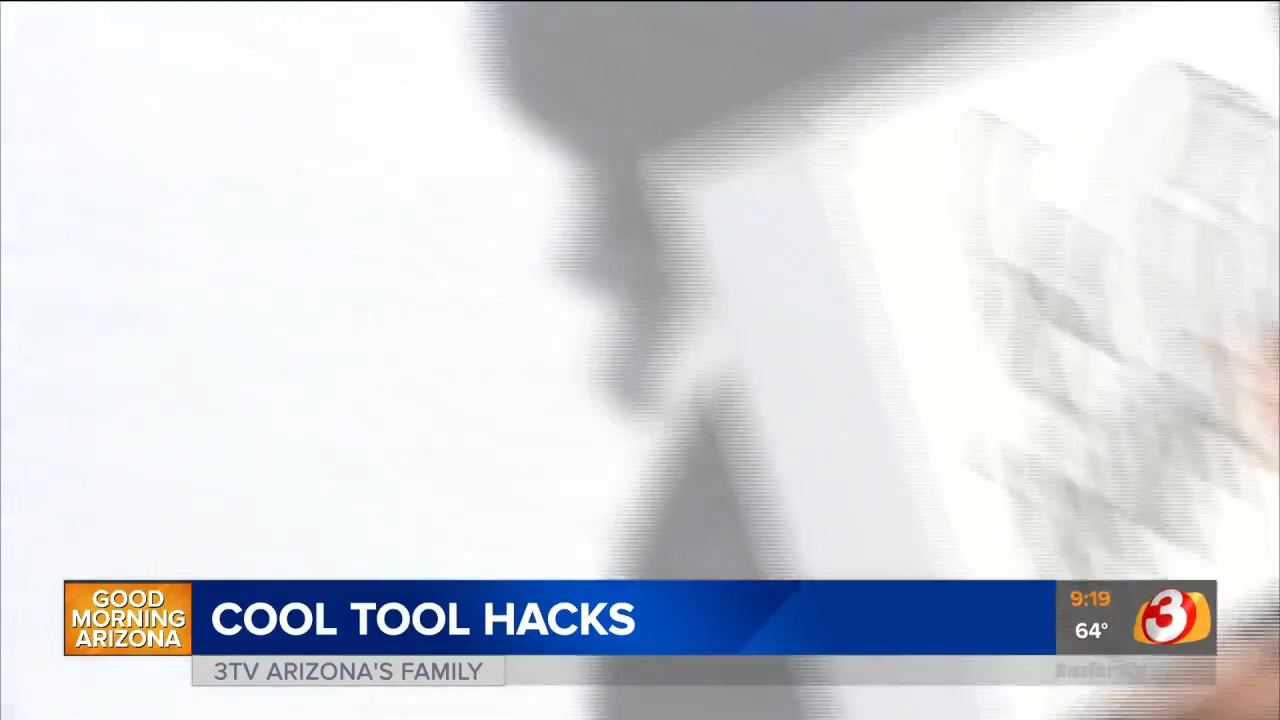 GOOD
MORNING
ARIZONA
COOL TOOL HACKS
9:19
64°
3
3TV ARIZONA'S FAMILY